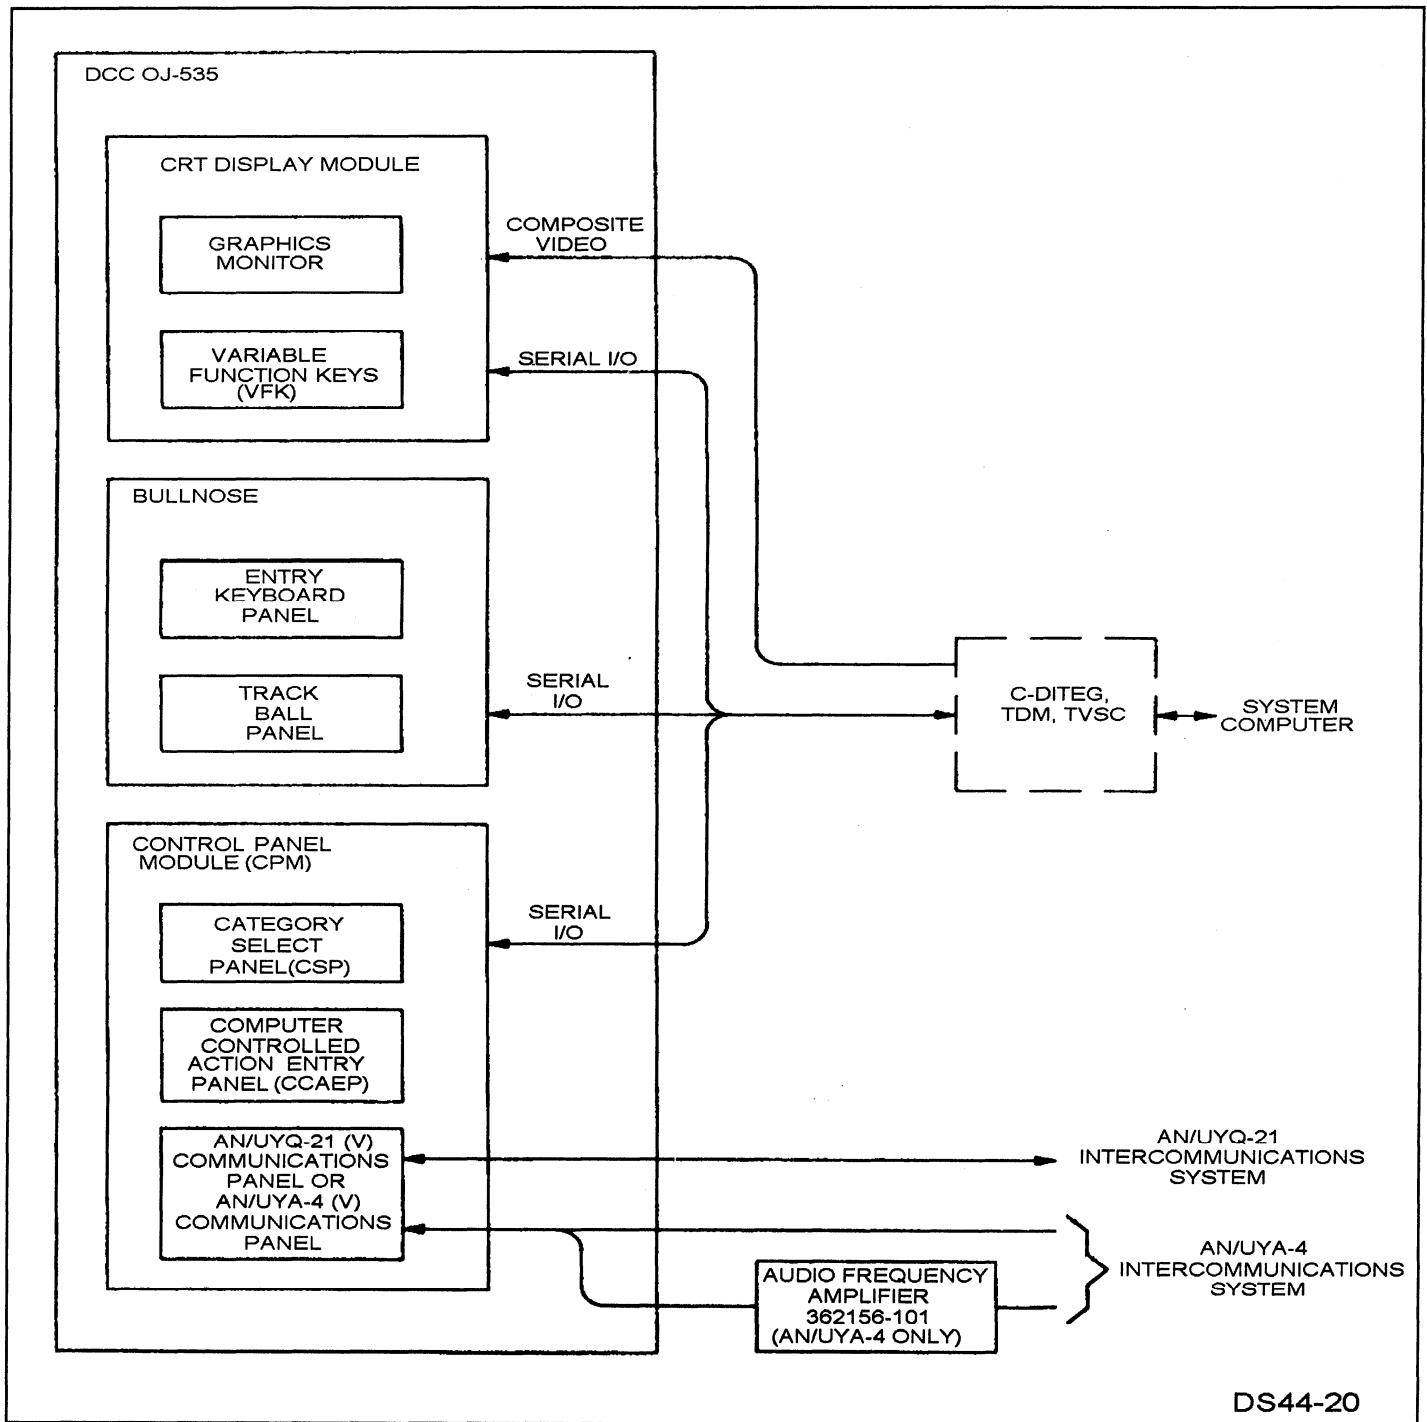 DCC OJ-535
CRT DISPLAY MODULE
GRAPHICS
MONITOR
VARIABLE
FUNCTION KEYS
(VFK)
COMPOSITE
VIDEO
SERIAL I/O
BULLNOSE
ENTRY
KEYBOARD
PANEL
TRACK
BALL
PANEL
SERIAL
I/O
C-DITEG,
TDM, TVSC
SYSTEM
COMPUTER
CONTROL PANEL
MODULE (CPM)
CATEGORY
SELECT
PANEL(CSP)
SERIAL
I/O
COMPUTER
CONTROLLED
ACTION ENTRY
PANEL (CCAEP)
AN/UYQ-21 (V)
COMMUNICATIONS
PANEL OR
AN/UYA-4 (V)
COMMUNICATIONS
PANEL
AN/UYQ-21
INTERCOMMUNICATIONS
SYSTEM
AN/UYA-4
INTERCOMMUNICATIONS
SYSTEM
AUDIO FREQUENCY
AMPLIFIER
362156-101
(AN/UYA-4 ONLY)
DS44-20